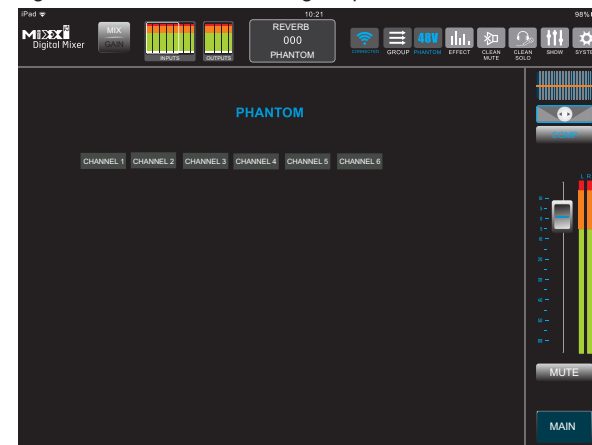 iPad 10:21 98%
MIXXI
Digital Mixer
MIX
GAIN
INPUTS
OUTPUTS
REVERB
000
PHANTOM
CONNECTED
GROUP
48V
PHANTOM
EFFECT
CLEAN
MUTE
CLEAN
SOLO
SHOW
SYSTE
PHANTOM
CHANNEL 1 CHANNEL 2 CHANNEL 3 CHANNEL 4 CHANNEL 5 CHANNEL 6
COMP
L R
MUTE
MAIN